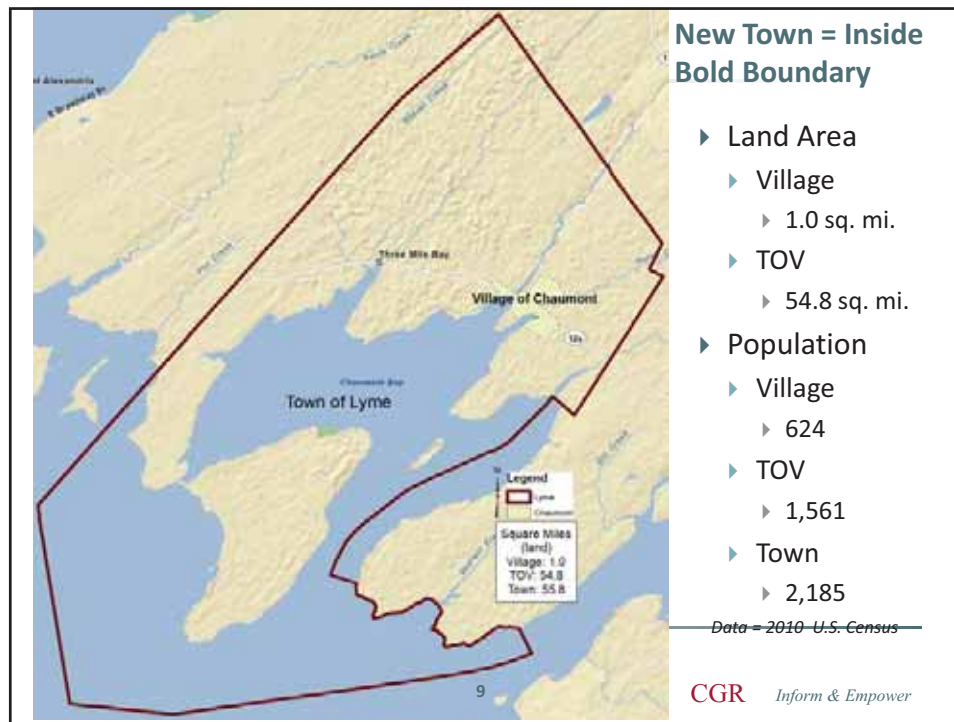 New Town = Inside
Bold Boundary
Land Area
Village
1.0 sq. mi.
TOV
54.8 sq. mi.
Population
Village
624
TOV
1,561
Town
2,185
Data = 2010 U.S. Census
CGR Inform & Empower
Three Mile Bay
Village of Chaumont
Chaumont Bay
Town of Lyme
Legend
Lyme
Chaumont
Square Miles
(land)
Village: 1.0
TOV: 54.8
Town: 55.8
9